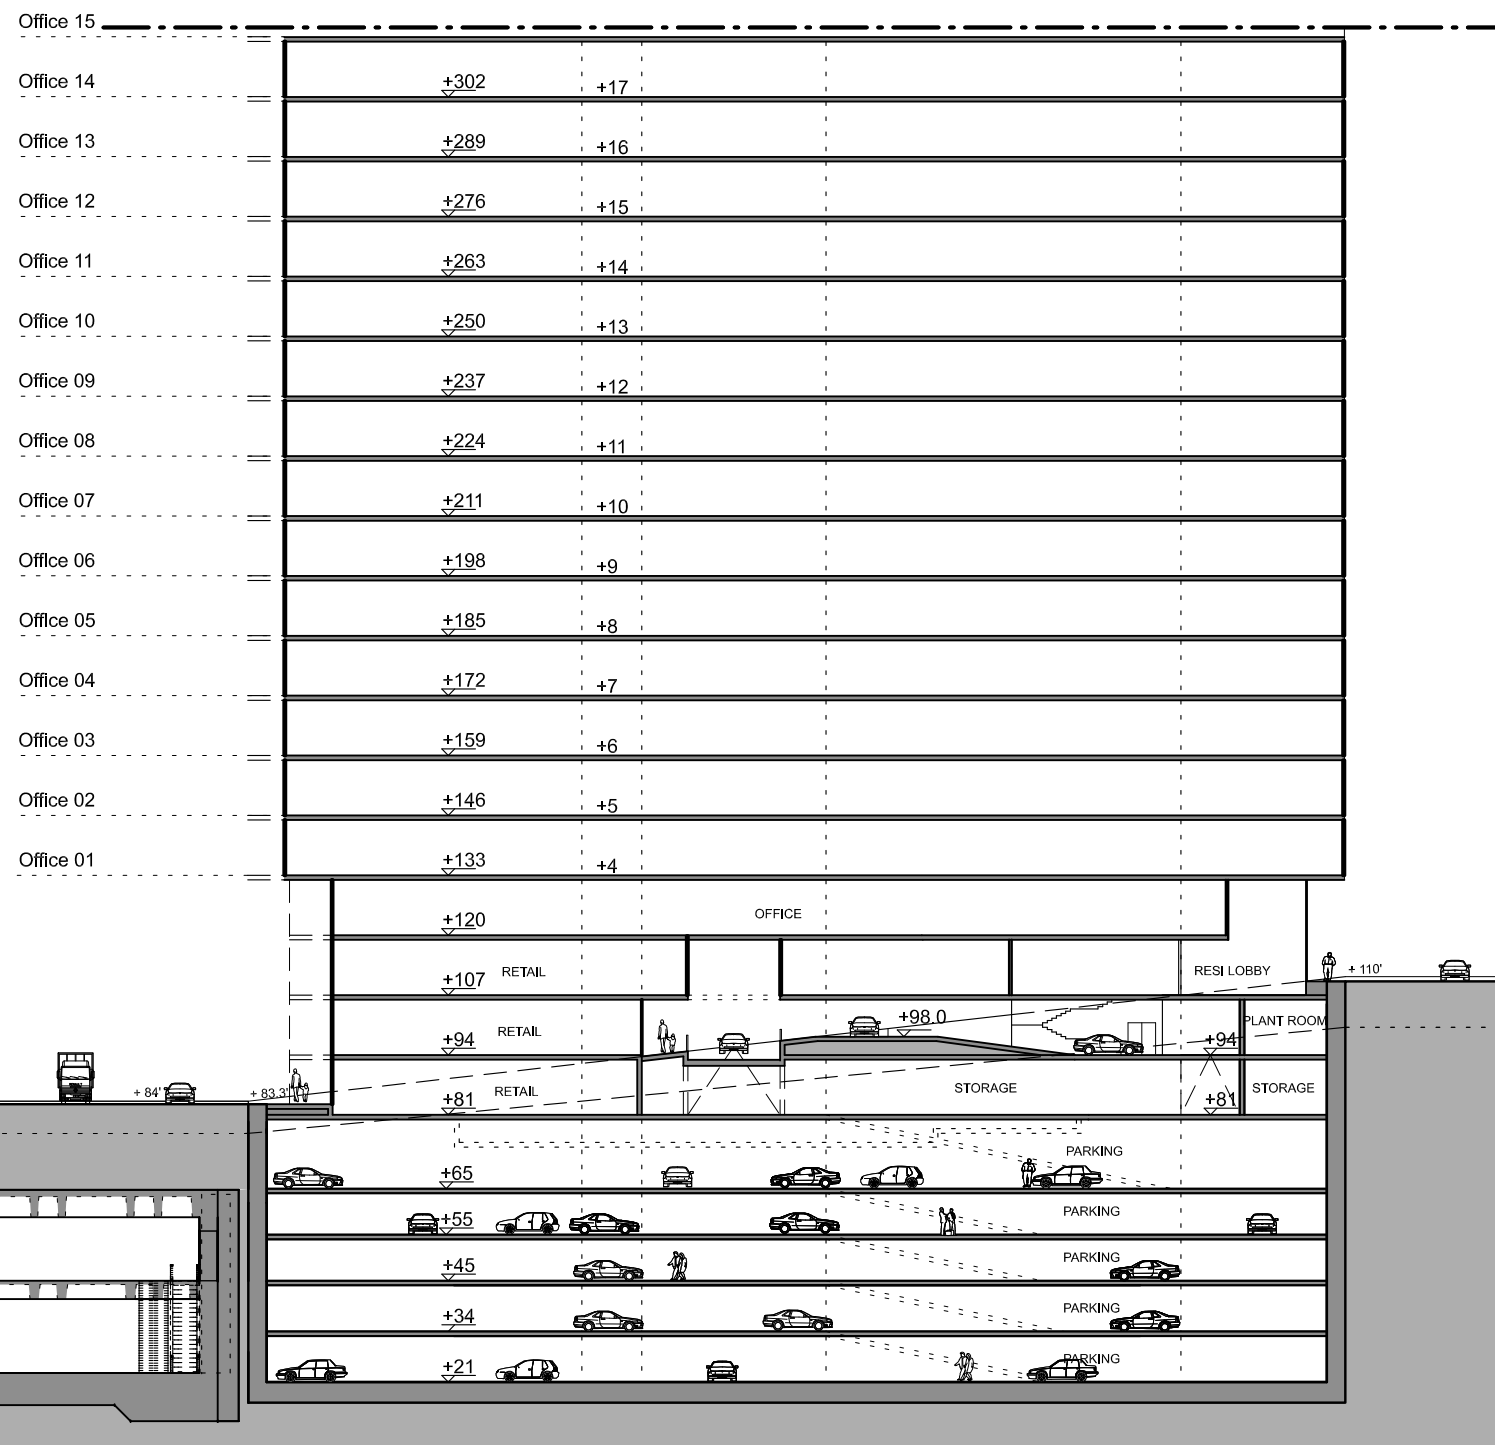 Office 15
Office 14 +302 +17
Office 13 +289 +16
Office 12 +276 +15
Office 11 +263 +14
Office 10 +250 +13
Office 09 +237 +12
Office 08 +224 +11
Office 07 +211 +10
Office 06 +198 +9
Office 05 +185 +8
Office 04 +172 +7
Office 03 +159 +6
Office 02 +146 +5
Office 01 +133 +4
+120 OFFICE
+107 RETAIL RESI LOBBY + 110'
+94 RETAIL +98.0 +94 PLANT ROOM
+ 84' + 83.3' +81 RETAIL STORAGE +81 STORAGE
+65 PARKING
+55 PARKING
+45 PARKING
+34 PARKING
+21 PARKING